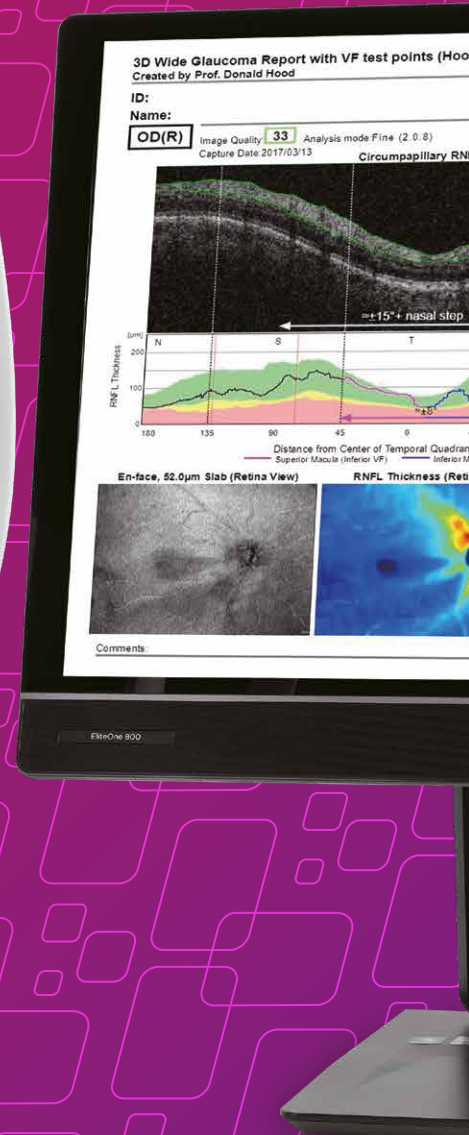 3D Wide Glaucoma Report with VF test points (Hoo
Created by Prof. Donald Hood
ID:
Name:
OD(R) Image Quality: 33 Analysis mode Fine (2.0.8)
Capture Date 2017/03/13
Circumpapillary RNF
≈±15°+ nasal step
[µm]
N S T
200
100
0
RNFL Thickness
≈±8°
180 135 90 45 0
Distance from Center of Temporal Quadran
Superior Macula (Inferior VF) Inferior M
En-face, 52.0µm Slab (Retina View) RNFL Thickness (Reti
Comments:
EliteOne 800